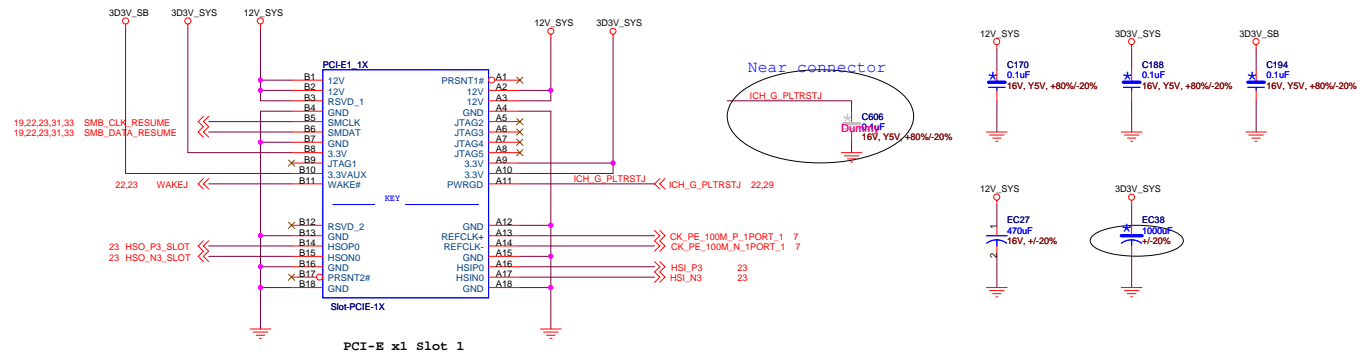 3D3V_SB 3D3V_SYS 12V_SYS
12V_SYS 3D3V_SYS
PCI-E1_1X
B1 12V PRSNT1# A1
B2 12V 12V A2
B3 RSVD_1 12V A3
B4 GND GND A4
19,22,23,31,33 SMB_CLK_RESUME B5 SMCLK JTAG2 A5
19,22,23,31,33 SMB_DATA_RESUME B6 SMDAT JTAG3 A6
B7 GND JTAG4 A7
B8 3.3V JTAG5 A8
B9 JTAG1 3.3V A9
B10 3.3VAUX 3.3V A10
22,23 WAKEJ B11 WAKE# PWRGD A11 ICH_G_PLTRSTJ ICH_G_PLTRSTJ 22,29
KEY
B12 RSVD_2 GND A12
B13 GND REFCLK+ A13 CK_PE_100M_P_1PORT_1 7
23 HSO_P3_SLOT B14 HSOP0 REFCLK- A14 CK_PE_100M_N_1PORT_1 7
23 HSO_N3_SLOT B15 HSON0 GND A15
B16 GND HSIP0 A16 HSI_P3 23
B17 PRSNT2# HSIN0 A17 HSI_N3 23
B18 GND GND A18
Slot-PCIE-1X
PCI-E x1 Slot 1
Near connector
ICH_G_PLTRSTJ
*
C606
0.1uF
Dummy
16V, Y5V, +80%/-20%
12V_SYS
*
C170
0.1uF
16V, Y5V, +80%/-20%
3D3V_SYS
*
C188
0.1uF
16V, Y5V, +80%/-20%
3D3V_SB
*
C194
0.1uF
16V, Y5V, +80%/-20%
12V_SYS
1
EC27
470uF
16V, +/-20%
2
3D3V_SYS
*
EC38
1000uF
+/-20%